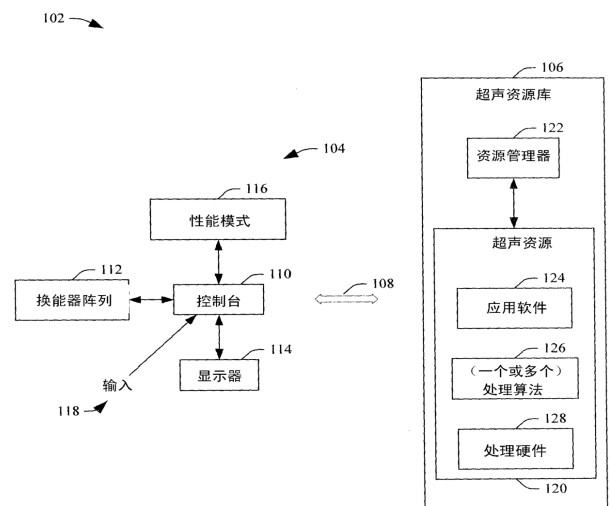 102
106
超声资源库
122
资源管理器
104
116
性能模式
超声资源
112
换能器阵列
110
控制台
108
124
应用软件
114
显示器
126
（一个或多个）
处理算法
输入
118
128
处理硬件
120